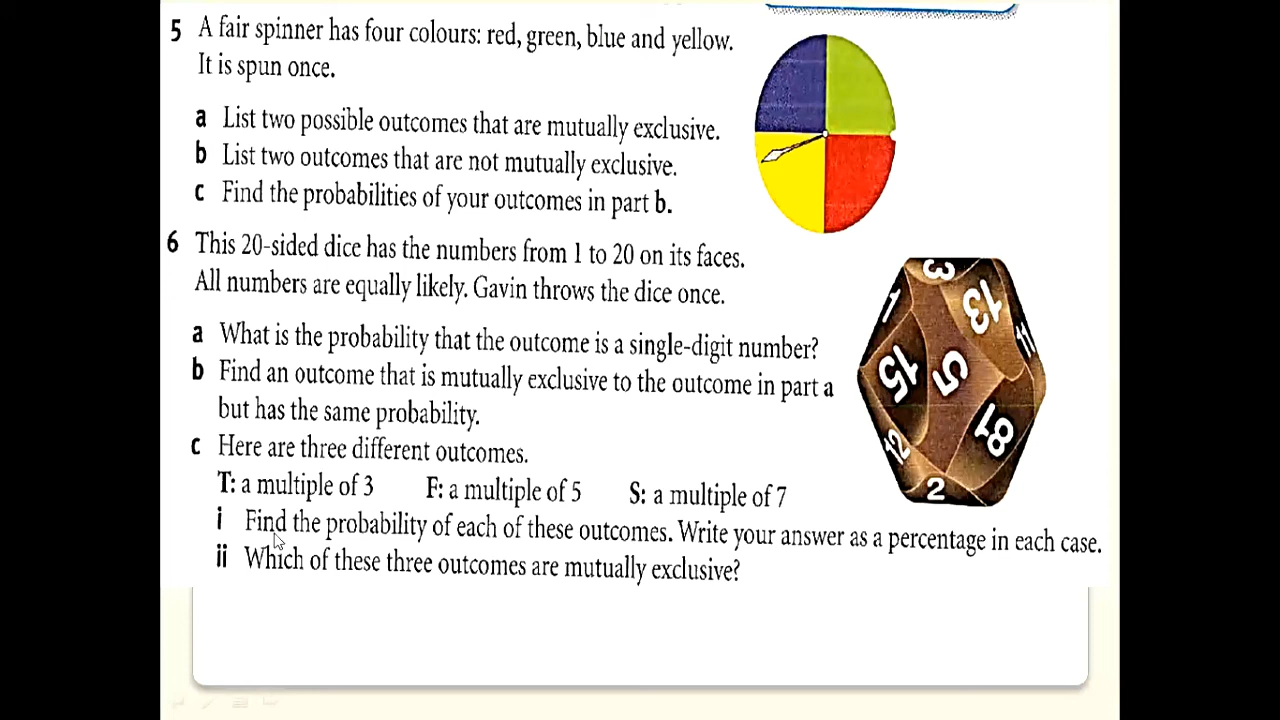 5 A fair spinner has four colours: red, green, blue and yellow.
It is spun once.
a List two possible outcomes that are mutually exclusive.
b List two outcomes that are not mutually exclusive.
c Find the probabilities of your outcomes in part b.
6 This 20-sided dice has the numbers from 1 to 20 on its faces.
All numbers are equally likely. Gavin throws the dice once.
a What is the probability that the outcome is a single-digit number?
b Find an outcome that is mutually exclusive to the outcome in part a
but has the same probability.
c Here are three different outcomes.
T: a multiple of 3 F: a multiple of 5 S: a multiple of 7
i Find the probability of each of these outcomes. Write your answer as a percentage in each case.
ii Which of these three outcomes are mutually exclusive?
3
1
13
11
15
5
18
12
2